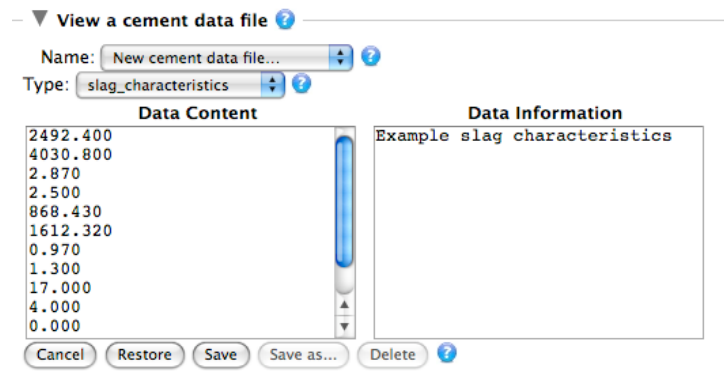 View a cement data file
Name: New cement data file...
Type: slag_characteristics
Data Content
2492.400
4030.800
2.870
2.500
868.430
1612.320
0.970
1.300
17.000
4.000
0.000
Data Information
Example slag characteristics
Cancel Restore Save Save as... Delete